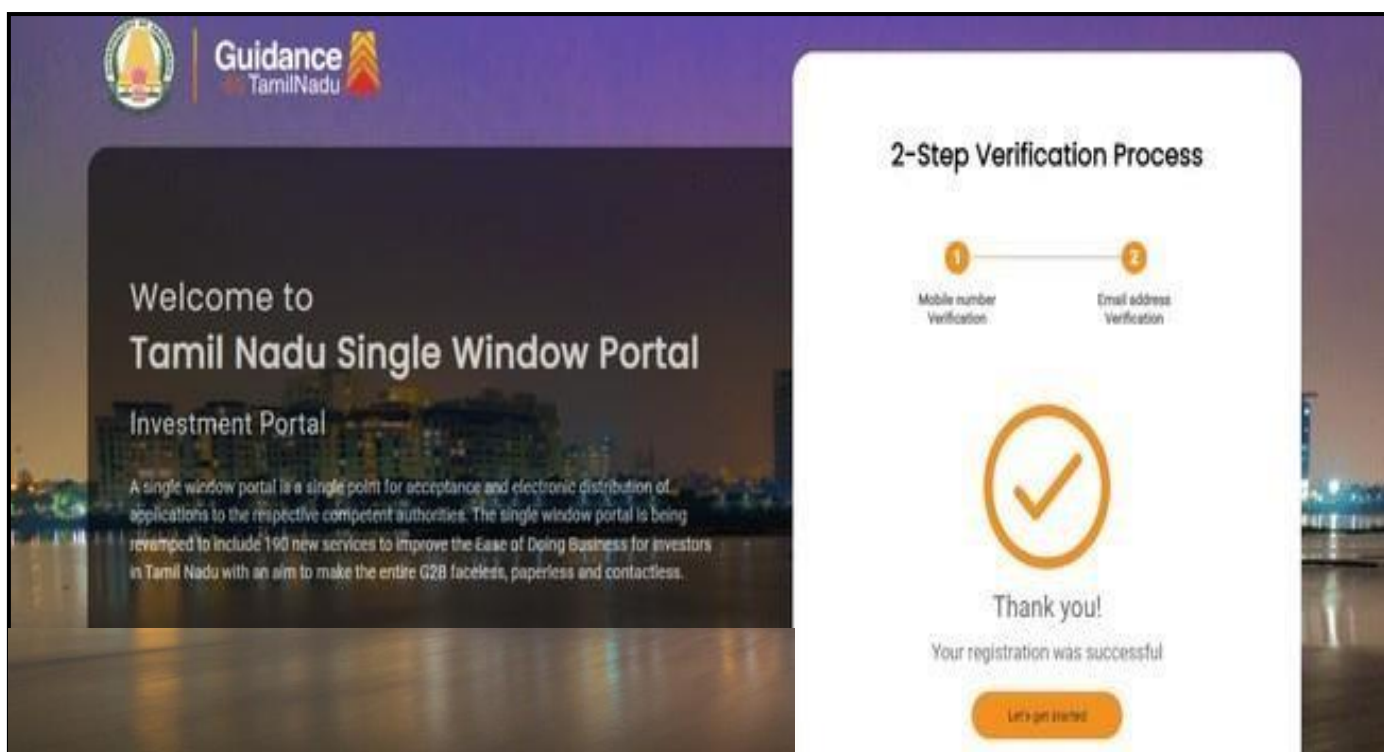 Guidance
TamilNadu
Welcome to
Tamil Nadu Single Window Portal
Investment Portal
A single window portal is a single point for acceptance and electronic distribution of
applications to the respective competent authorities. The single window portal is being
revamped to include 190 new services to improve the Ease of Doing Business for investors
in Tamil Nadu with an aim to make the entire G2B faceless, paperless and contactless.
2-Step Verification Process
1
2
Mobile number
Verification
Email address
Verification
Thank you!
Your registration was successful
Let's get started